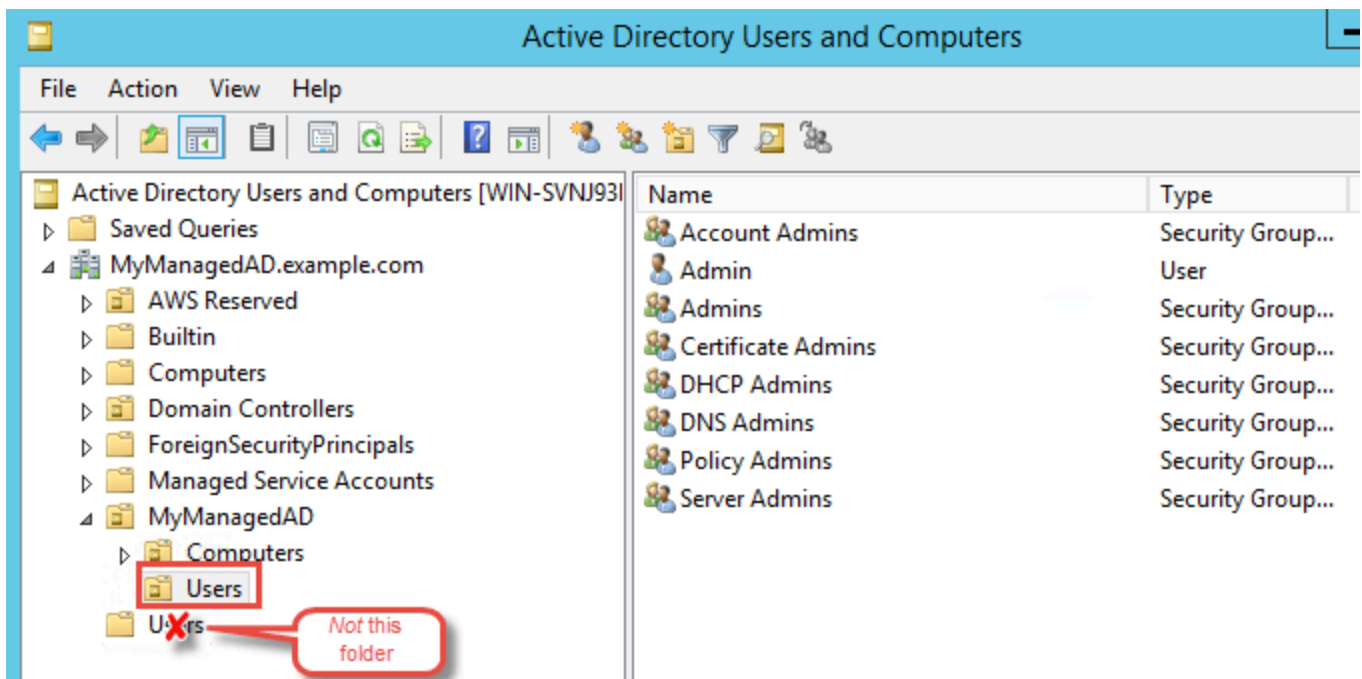 Active Directory Users and Computers
File Action View Help
Active Directory Users and Computers [WIN-SVNJ93I
Saved Queries
MyManagedAD.example.com
AWS Reserved
Builtin
Computers
Domain Controllers
ForeignSecurityPrincipals
Managed Service Accounts
MyManagedAD
Computers
Users
Users
Not this
folder
Name Type
Account Admins Security Group...
Admin User
Admins Security Group...
Certificate Admins Security Group...
DHCP Admins Security Group...
DNS Admins Security Group...
Policy Admins Security Group...
Server Admins Security Group...